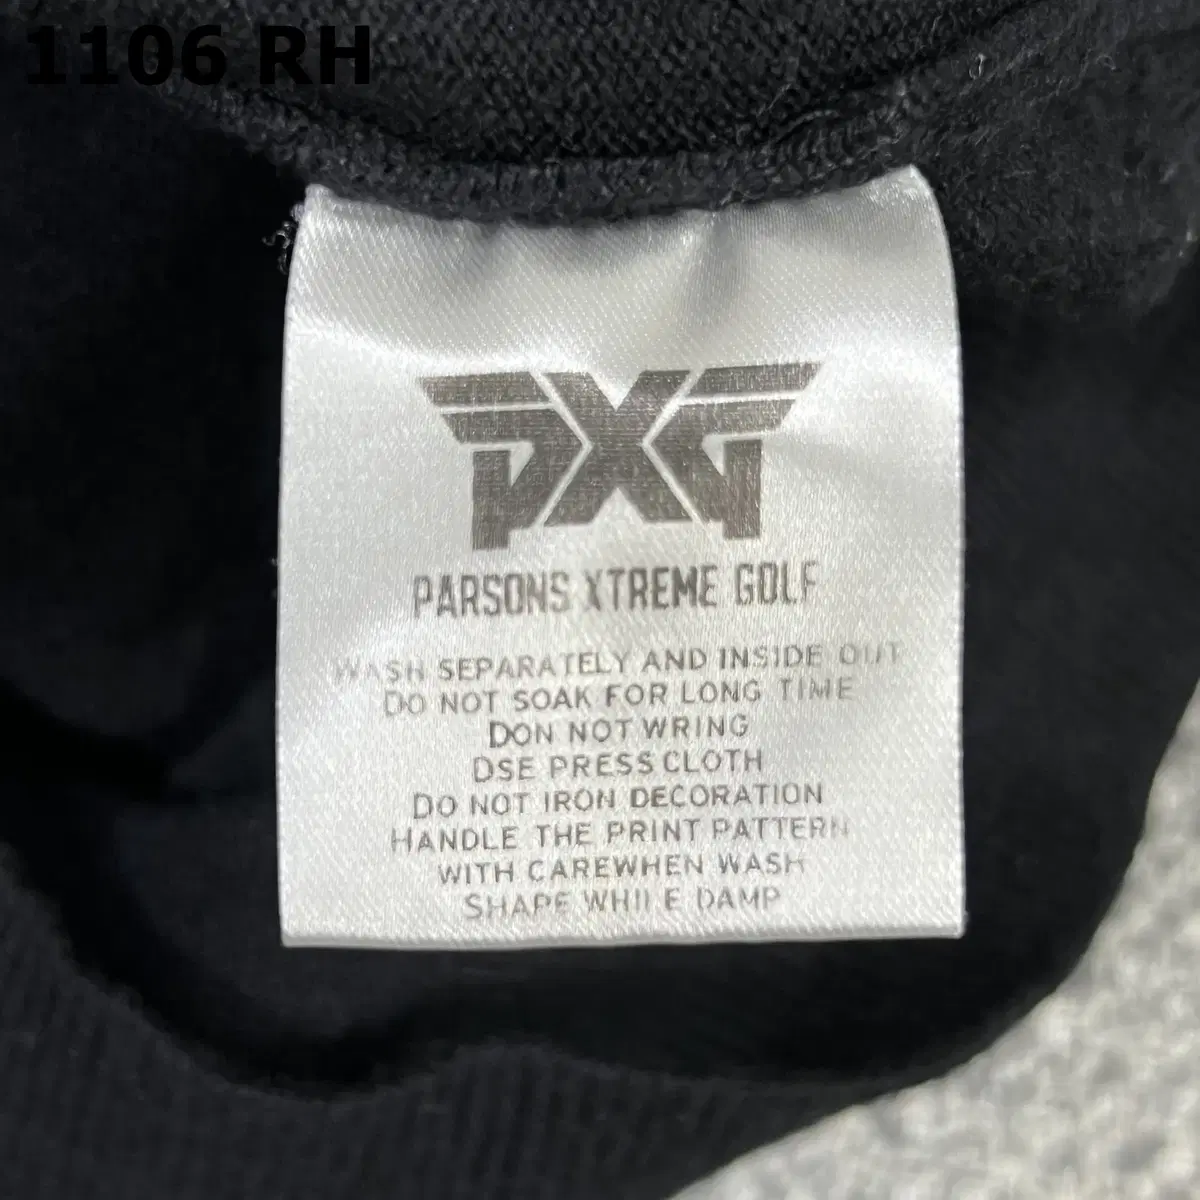 1106 RH
PXG
PARSONS XTREME GOLF
WASH SEPARATELY AND INSIDE OUT
DO NOT SOAK FOR LONG TIME
DON NOT WRING
DSE PRESS CLOTH
DO NOT IRON DECORATION
HANDLE THE PRINT PATTERN
WITH CAREWHEN WASH
SHAPE WHILE DAMP